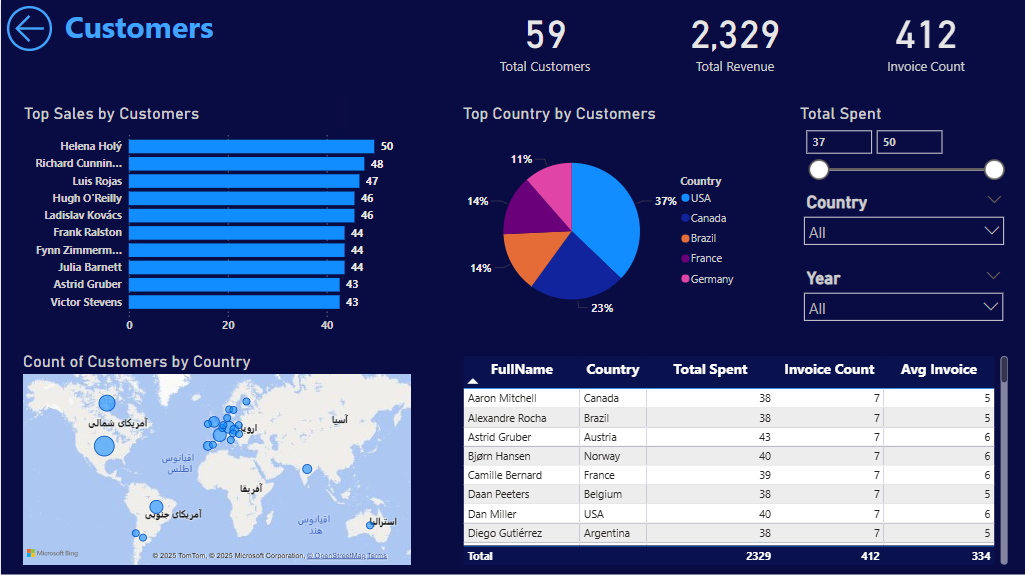 Customers
59
Total Customers
2,329
Total Revenue
412
Invoice Count
Top Sales by Customers
Helena Holý 50
Richard Cunnin... 48
Luis Rojas 47
Hugh O'Reilly 46
Ladislav Kovács 46
Frank Ralston 44
Fynn Zimmerm... 44
Julia Barnett 44
Astrid Gruber 43
Victor Stevens 43
0 20 40
Top Country by Customers
11%
14%
14%
37%
23%
Country
USA
Canada
Brazil
France
Germany
Total Spent
37 50
Country
All
Year
All
Count of Customers by Country
آمریکای شمالی
اروپا
آسیا
اقیانوس
اطلس
آفریقا
آمریکای جنوبی
اقیانوس
هند
استرالیا
Microsoft Bing
© 2025 TomTom, © 2025 Microsoft Corporation, © OpenStreetMap Terms
FullName Country Total Spent Invoice Count Avg Invoice
Aaron Mitchell Canada 38 7 5
Alexandre Rocha Brazil 38 7 5
Astrid Gruber Austria 43 7 6
Bjørn Hansen Norway 40 7 6
Camille Bernard France 39 7 6
Daan Peeters Belgium 38 7 5
Dan Miller USA 40 7 6
Diego Gutiérrez Argentina 38 7 5
Total 2329 412 334